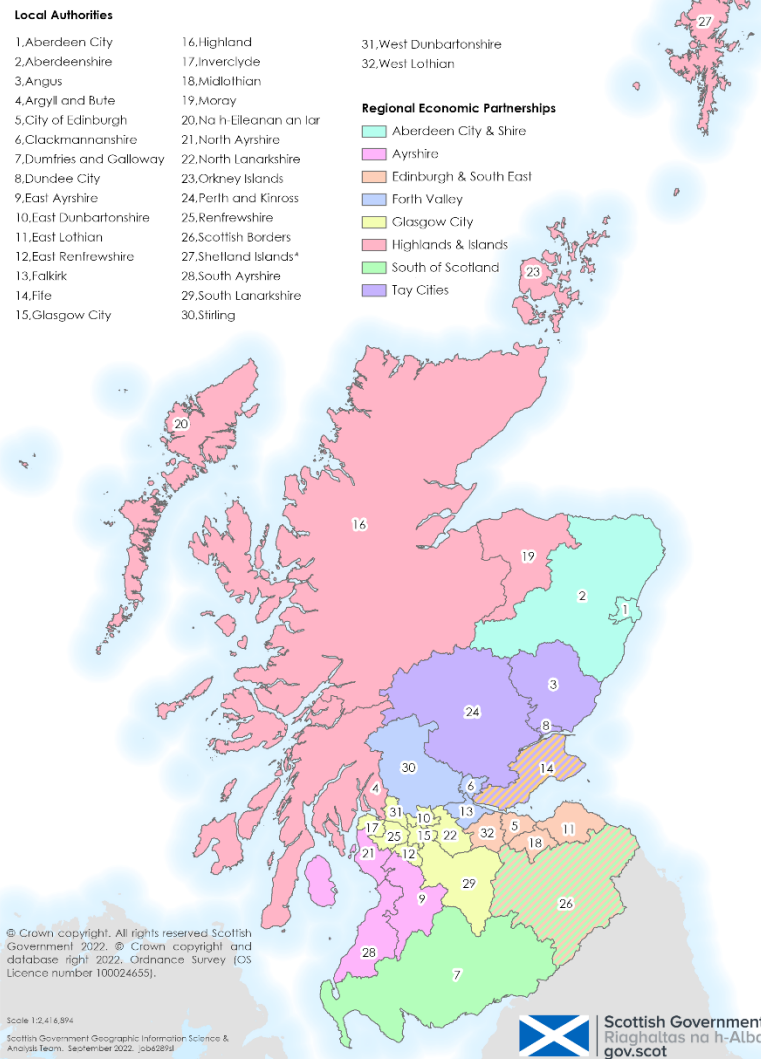 Local Authorities
1,Aberdeen City
2,Aberdeenshire
3,Angus
4,Argyll and Bute
5,City of Edinburgh
6,Clackmannanshire
7,Dumfries and Galloway
8,Dundee City
9,East Ayrshire
10,East Dunbartonshire
11,East Lothian
12,East Renfrewshire
13,Falkirk
14,Fife
15,Glasgow City
16,Highland
17,Inverclyde
18,Midlothian
19,Moray
20,Na h-Eileanan an Iar
21,North Ayrshire
22,North Lanarkshire
23,Orkney Islands
24,Perth and Kinross
25,Renfrewshire
26,Scottish Borders
27,Shetland Islands*
28,South Ayrshire
29,South Lanarkshire
30,Stirling
31,West Dunbartonshire
32,West Lothian
Regional Economic Partnerships
Aberdeen City & Shire
Ayrshire
Edinburgh & South East
Forth Valley
Glasgow City
Highlands & Islands
South of Scotland
Tay Cities
27
23
20
16
19
2
1
3
24
8
14
30
6
4
13
31
10
5
11
17
25
15
22
32
18
21
12
29
9
26
28
7
© Crown copyright. All rights reserved Scottish
Government 2022. © Crown copyright and
database right 2022. Ordnance Survey (OS
Licence number 100024655).
Scale 1:2,416,894
Scottish Government Geographic Information Science &
Analysis Team. September 2022. job6289sl
Scottish Government
Riaghaltas na h-Alba
gov.scot